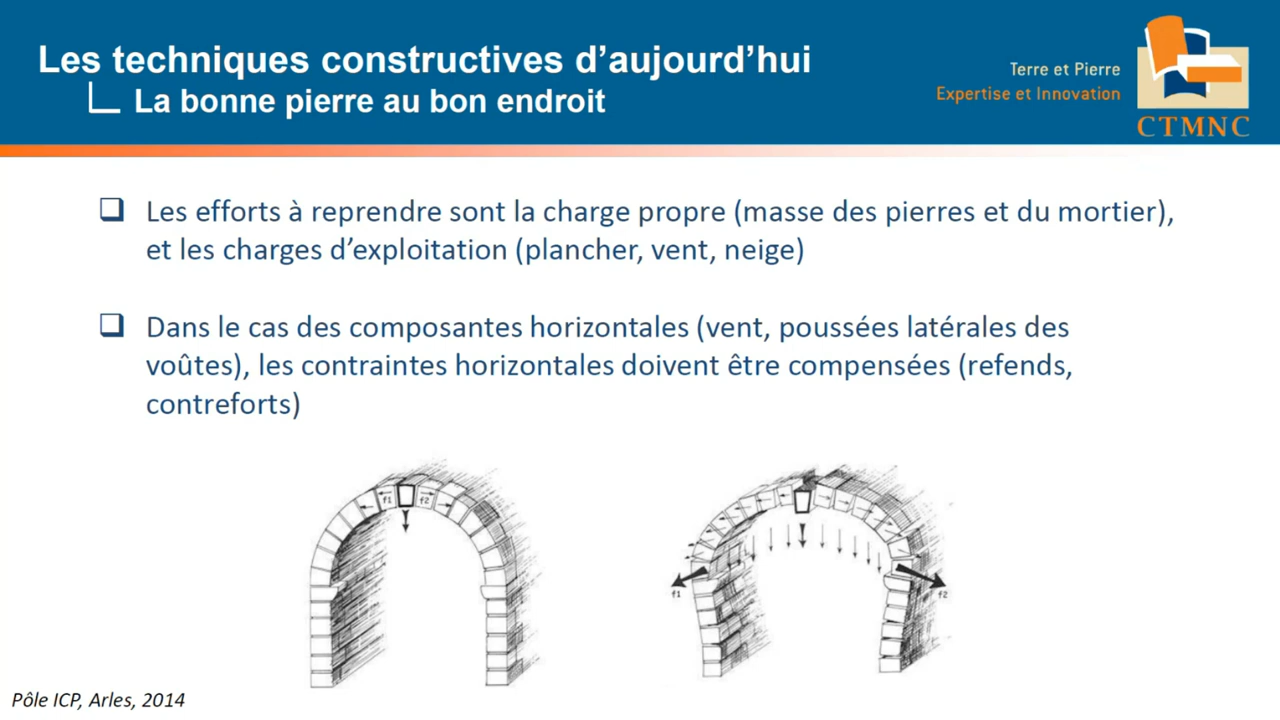 Les techniques constructives d’aujourd’hui
La bonne pierre au bon endroit
Terre et Pierre
Expertise et Innovation
CTMNC
❑ Les efforts à reprendre sont la charge propre (masse des pierres et du mortier),
et les charges d’exploitation (plancher, vent, neige)
❑ Dans le cas des composantes horizontales (vent, poussées latérales des
voûtes), les contraintes horizontales doivent être compensées (refends,
contreforts)
f1 f2
f1 f2
Pôle ICP, Arles, 2014